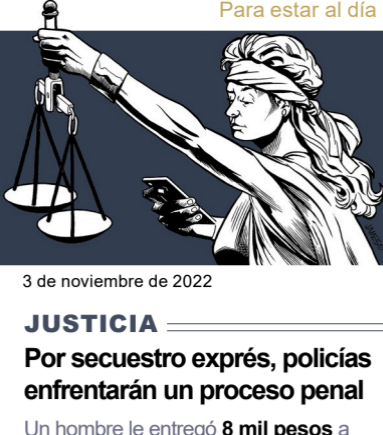 Para estar al día
3 de noviembre de 2022
JUSTICIA
Por secuestro exprés, policías
enfrentarán un proceso penal
Un hombre le entregó 8 mil pesos a